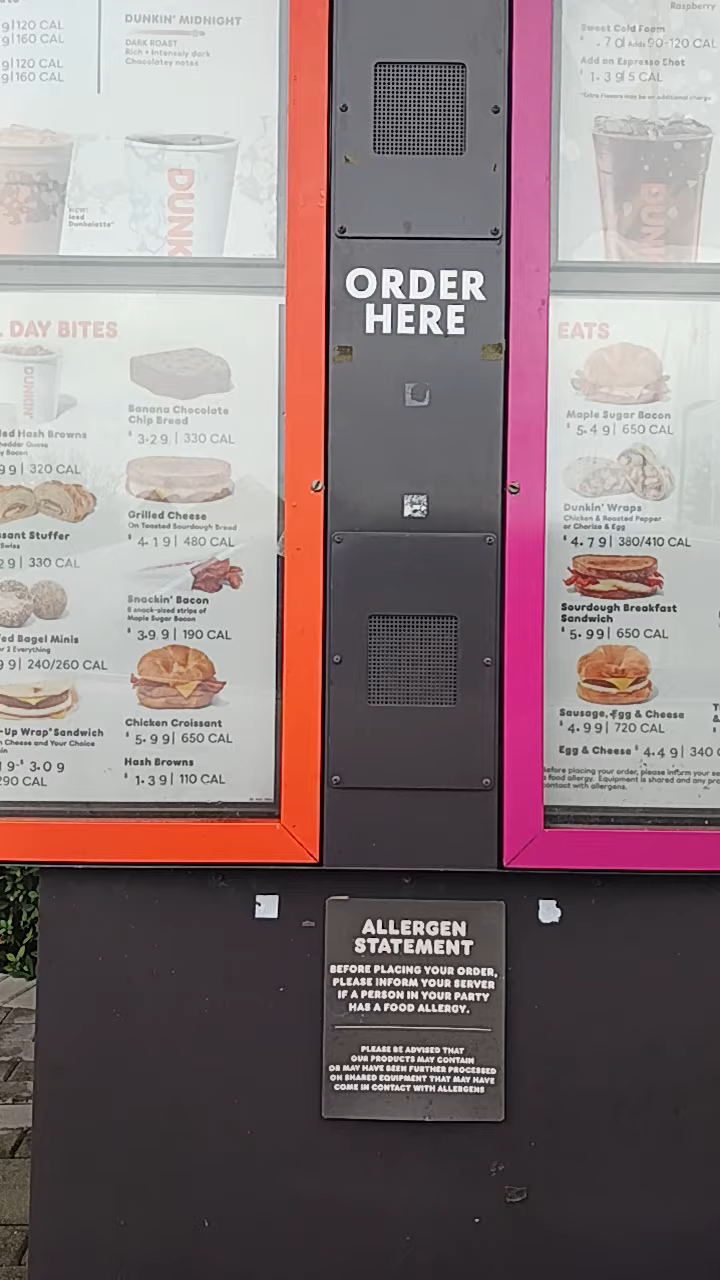 g|120 CAL
g|160 CAL
g|120 CAL
g|160 CAL
DUNKIN' MIDNIGHT
DARK ROAST
Rich + Intensely dark
Chocolatey notes
NEW!
Iced
Dunkalatte
DUNK
DAY BITES
DUNKIN'
Hash Browns
Bacon
9 9 | 320 CAL
Stuffer
Swiss
2 9 | 330 CAL
Bagel Minis
or 2 Everything
9 9 | 240/260 CAL
-Up Wrap Sandwich
Cheese and Your Choice
1 9-$ 3.0 9
290 CAL
Banana Chocolate
Chip Bread
$ 3.2 9 | 330 CAL
Grilled Cheese
On Toasted Sourdough Bread
$ 4.1 9 | 480 CAL
Snackin' Bacon
8 snack-sized strips of
Maple Sugar Bacon
$ 3.9 9 | 190 CAL
Chicken Croissant
$ 5.9 9 | 650 CAL
Hash Browns
$ 1.3 9 | 110 CAL
ORDER
HERE
Raspberry
Sweet Cold Foam
$ .7 0| Adds 90-120 CAL
Add an Espresso Shot
$ 1.3 9| 5 CAL
*Extra Flavors may be an additional charge
DUN
EATS
Maple Sugar Bacon
$ 5.4 9 | 650 CAL
Dunkin' Wraps
Chicken & Roasted Pepper
or Chorizo & Egg
$ 4.7 9 | 380/410 CAL
Sourdough Breakfast
Sandwich
$ 5.9 9 | 650 CAL
Sausage, Egg & Cheese
$ 4.9 9 | 720 CAL
Egg & Cheese $ 4.4 9 | 340
Before placing your order, please inform your
a food allergy. Equipment is shared and any
contact with allergens.
ALLERGEN
STATEMENT
BEFORE PLACING YOUR ORDER,
PLEASE INFORM YOUR SERVER
IF A PERSON IN YOUR PARTY
HAS A FOOD ALLERGY.
PLEASE BE ADVISED THAT
OUR PRODUCTS MAY CONTAIN
OR MAY HAVE BEEN FURTHER PROCESSED
ON SHARED EQUIPMENT THAT MAY HAVE
COME IN CONTACT WITH ALLERGENS